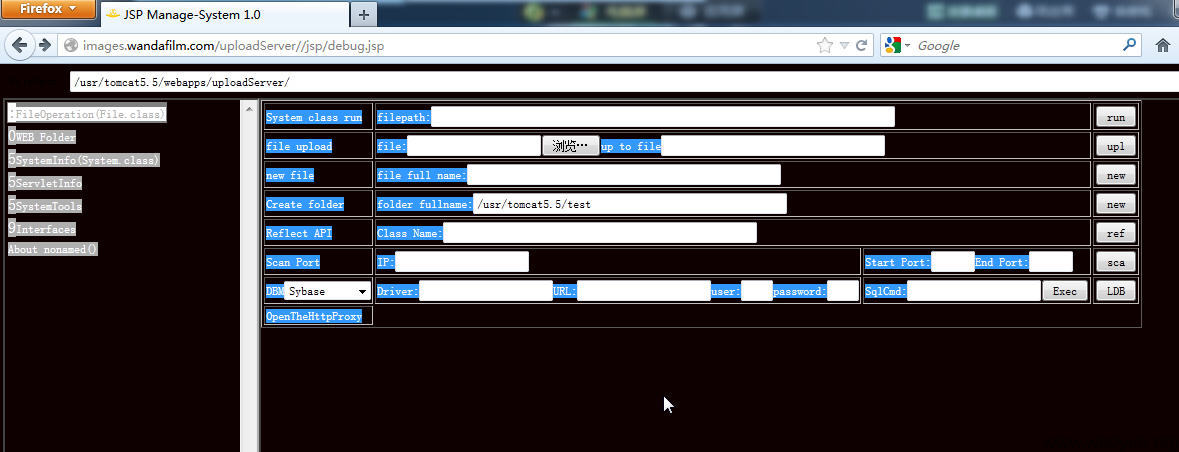 Firefox
JSP Manage-System 1.0
images.wandafilm.com/uploadServer//jsp/debug.jsp
Google
/usr/tomcat5.5/webapps/uploadServer/
:FileOperation(File.class)
0WEB Folder
5SystemInfo(System.class)
5ServletInfo
5SystemTools
9Interfaces
About nonamed()
System class run filepath: run
file upload file: 浏览… up to file upl
new file file full name: new
Create folder folder fullname: /usr/tomcat5.5/test new
Reflect API Class Name: ref
Scan Port IP: Start Port: End Port: sca
DBM Sybase Driver: URL: user: password: SqlCmd: Exec LDB
OpenTheHttpProxy